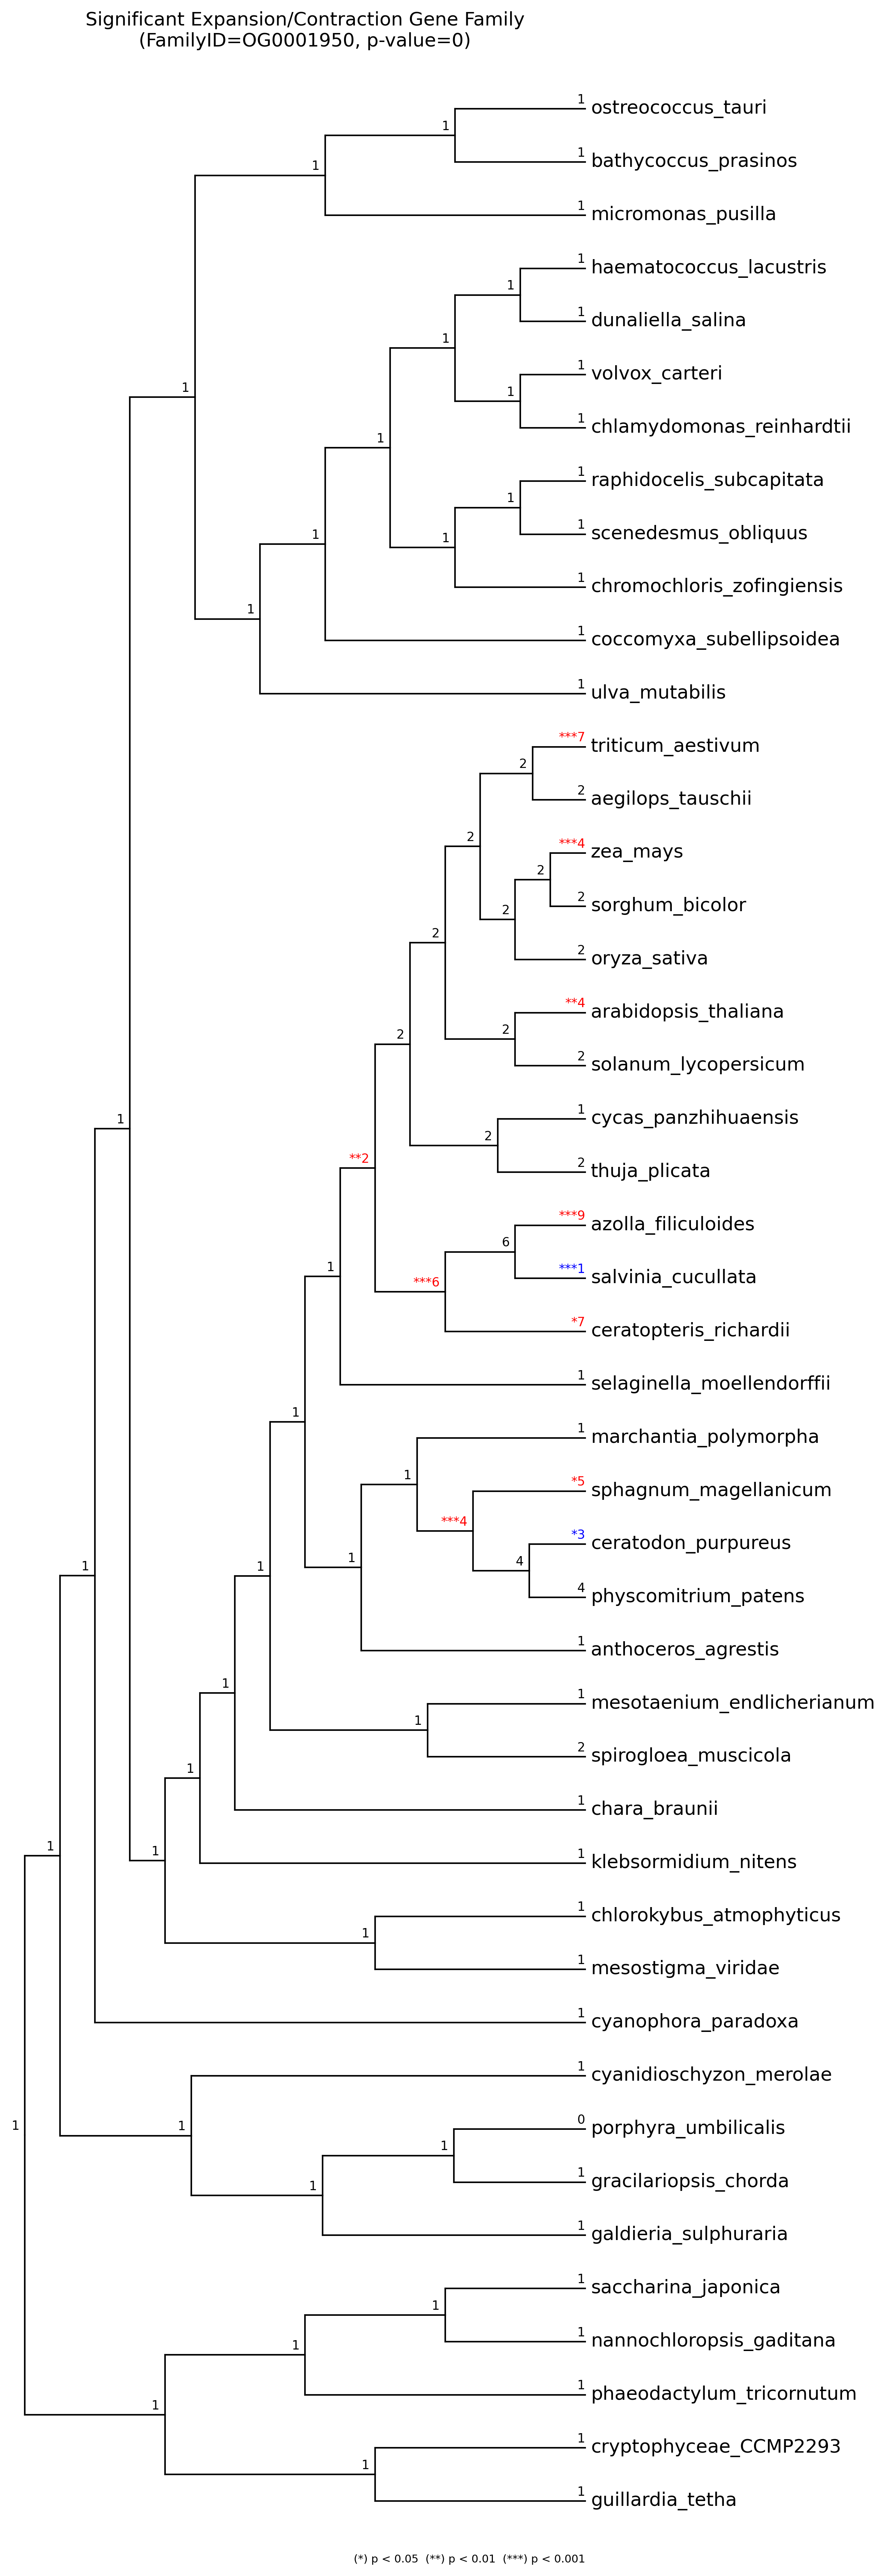 Significant Expansion/Contraction Gene Family
(FamilyID=OG0001950, p-value=0)
1
ostreococcus_tauri
1
1
1
bathycoccus_prasinos
1
micromonas_pusilla
1
haematococcus_lacustris
1
1
dunaliella_salina
1
1
volvox_carteri
1
1
1
chlamydomonas_reinhardtii
1
1
raphidocelis_subcapitata
1
1
1
scenedesmus_obliquus
1
1
chromochloris_zofingiensis
1
1
coccomyxa_subellipsoidea
1
ulva_mutabilis
***7
triticum_aestivum
2
2
aegilops_tauschii
2
***4
zea_mays
2
2
sorghum_bicolor
2
2
2
oryza_sativa
**4
arabidopsis_thaliana
2
2
2
solanum_lycopersicum
1
1
cycas_panzhihuaensis
2
**2
2
thuja_plicata
***9
azolla_filiculoides
6
1
***1
salvinia_cucullata
***6
*7
ceratopteris_richardii
1
selaginella_moellendorffii
1
1
marchantia_polymorpha
1
*5
sphagnum_magellanicum
***4
*3
ceratodon_purpureus
1
1
1
4
4
physcomitrium_patens
1
anthoceros_agrestis
1
1
mesotaenium_endlicherianum
1
2
spirogloea_muscicola
1
1
chara_braunii
1
1
1
klebsormidium_nitens
1
chlorokybus_atmophyticus
1
1
mesostigma_viridae
1
cyanophora_paradoxa
1
cyanidioschyzon_merolae
1
1
0
porphyra_umbilicalis
1
1
1
gracilariopsis_chorda
1
galdieria_sulphuraria
1
saccharina_japonica
1
1
1
nannochloropsis_gaditana
1
1
phaeodactylum_tricornutum
1
cryptophyceae_CCMP2293
1
1
guillardia_tetha
(*) p < 0.05 (**) p < 0.01 (***) p < 0.001